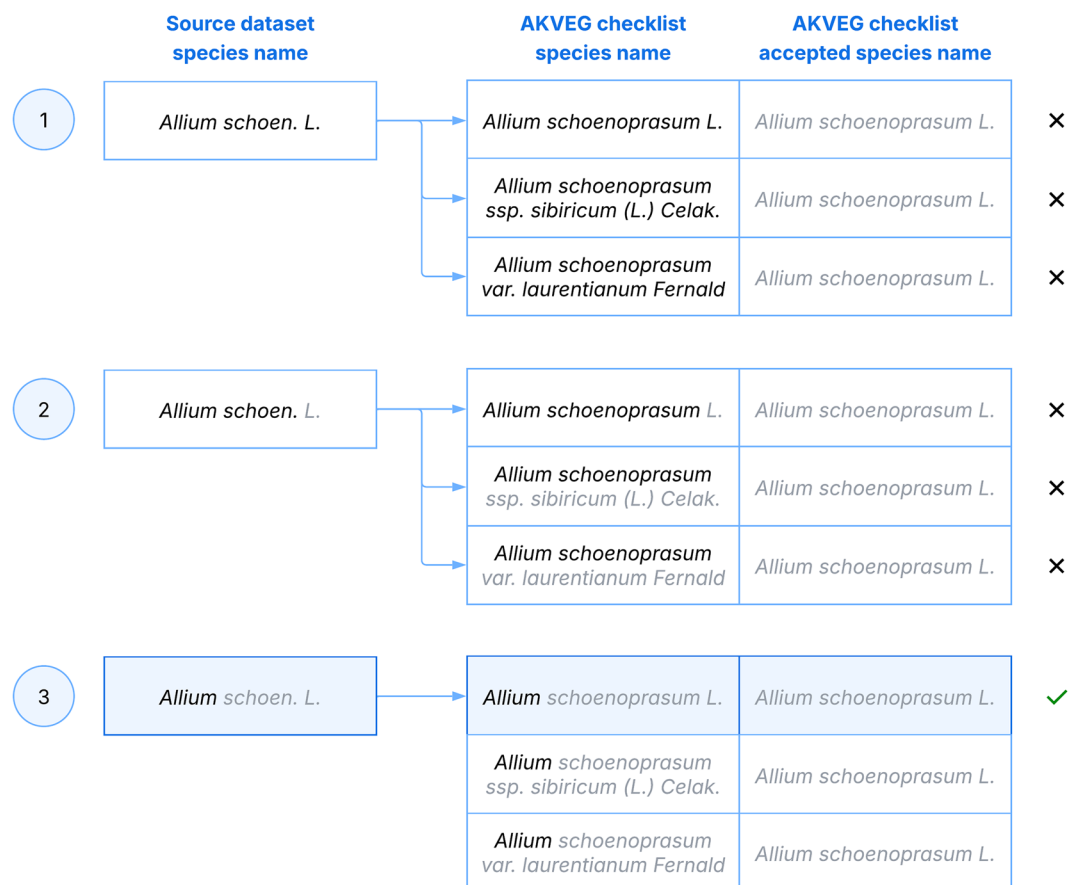 Source dataset
species name
AKVEG checklist
species name
AKVEG checklist
accepted species name
1
Allium schoen. L.
Allium schoenoprasum L.
Allium schoenoprasum L.
Allium schoenoprasum
ssp. sibiricum (L.) Celak.
Allium schoenoprasum L.
Allium schoenoprasum
var. laurentianum Fernald
Allium schoenoprasum L.
2
Allium schoen. L.
Allium schoenoprasum L.
Allium schoenoprasum L.
Allium schoenoprasum
ssp. sibiricum (L.) Celak.
Allium schoenoprasum L.
Allium schoenoprasum
var. laurentianum Fernald
Allium schoenoprasum L.
3
Allium schoen. L.
Allium schoenoprasum L.
Allium schoenoprasum L.
Allium schoenoprasum
ssp. sibiricum (L.) Celak.
Allium schoenoprasum L.
Allium schoenoprasum
var. laurentianum Fernald
Allium schoenoprasum L.